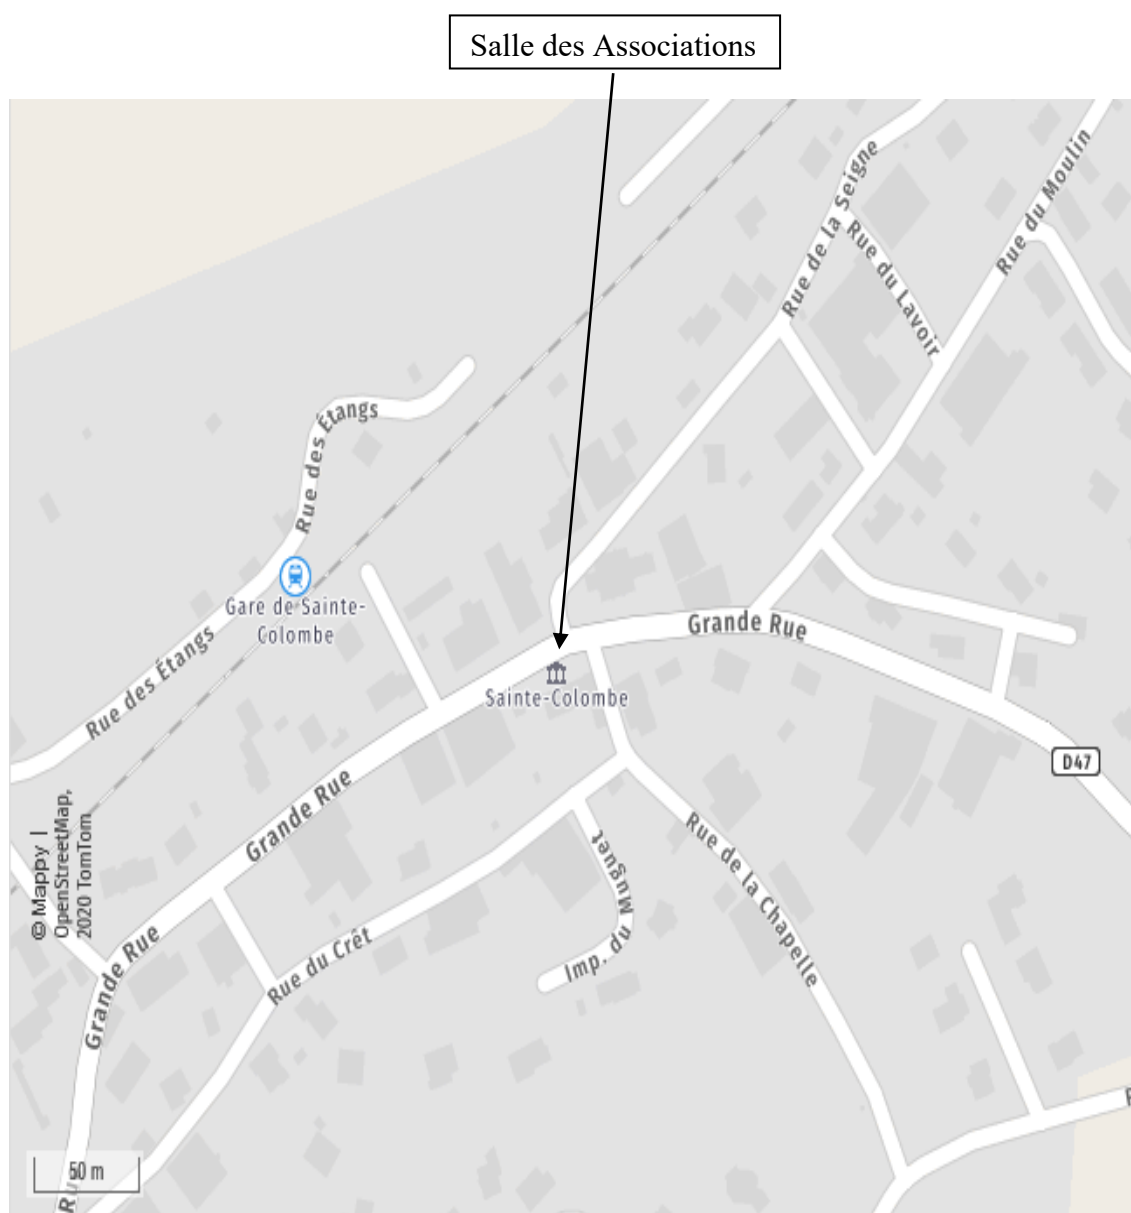 Salle des Associations
Rue de la Seigne
Rue du Moulin
Rue du Lavoir
Rue des Étangs
Gare de Sainte-
Colombe
Rue des Étangs
Grande Rue
Sainte-Colombe
D47
Grande Rue
Rue de la Chapelle
Imp. du Muguet
Rue du Crêt
Grande Rue
© Mappy |
OpenStreetMap,
2020 TomTom
50 m